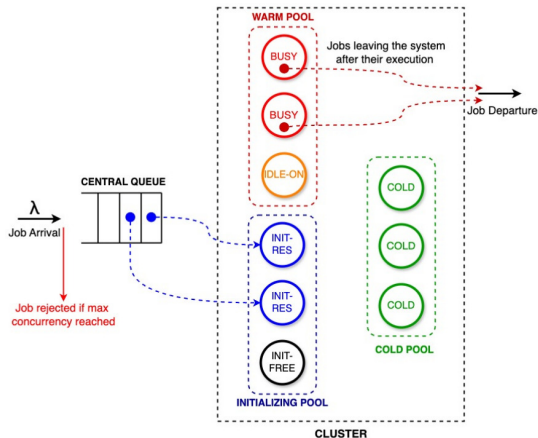 WARM POOL
BUSY
Jobs leaving the system
after their execution
BUSY
Job Departure
IDLE-ON
CENTRAL QUEUE
COLD
λ
Job Arrival
INIT-
RES
COLD
Job rejected if max
concurrency reached
INIT-
RES
COLD
INIT-
FREE
COLD POOL
INITIALIZING POOL
CLUSTER